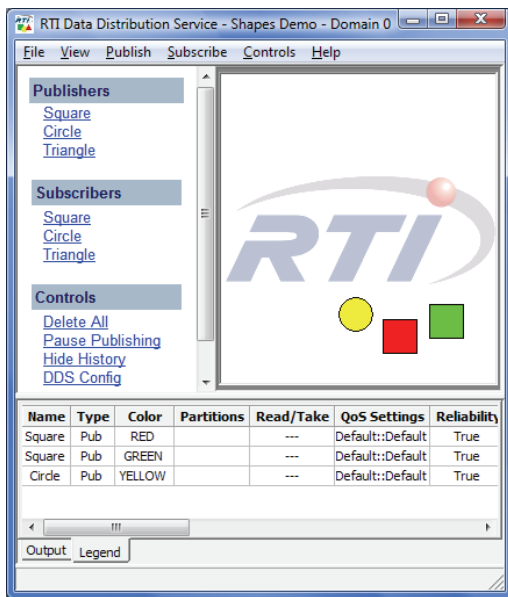 RTI Data Distribution Service - Shapes Demo - Domain 0
File View Publish Subscribe Controls Help
Publishers
Square
Circle
Triangle
Subscribers
Square
Circle
Triangle
Controls
Delete All
Pause Publishing
Hide History
DDS Config
RTI
Name Type Color Partitions Read/Take QoS Settings Reliability
Square Pub RED --- Default::Default True
Square Pub GREEN --- Default::Default True
Circle Pub YELLOW --- Default::Default True
Output Legend